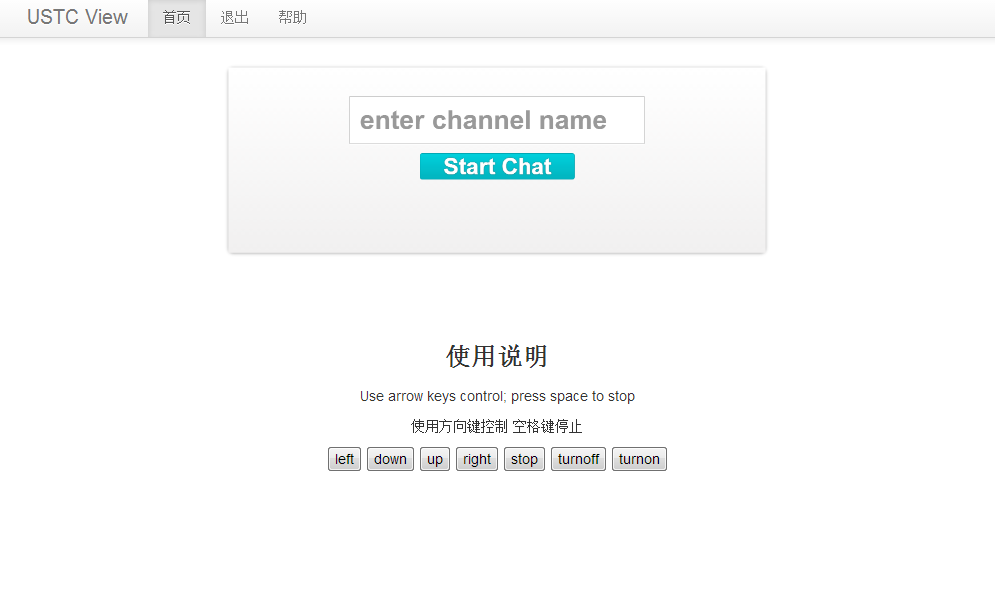 USTC View 首页 退出 帮助
enter channel name
Start Chat
使用说明
Use arrow keys control; press space to stop
使用方向键控制 空格键停止
left down up right stop turnoff turnon